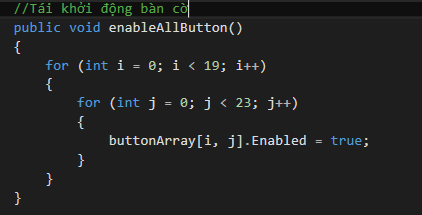 //Tái khởi động bàn cờ
public void enableAllButton()
{
    for (int i = 0; i < 19; i++)
    {
        for (int j = 0; j < 23; j++)
        {
            buttonArray[i, j].Enabled = true;
        }
    }
}